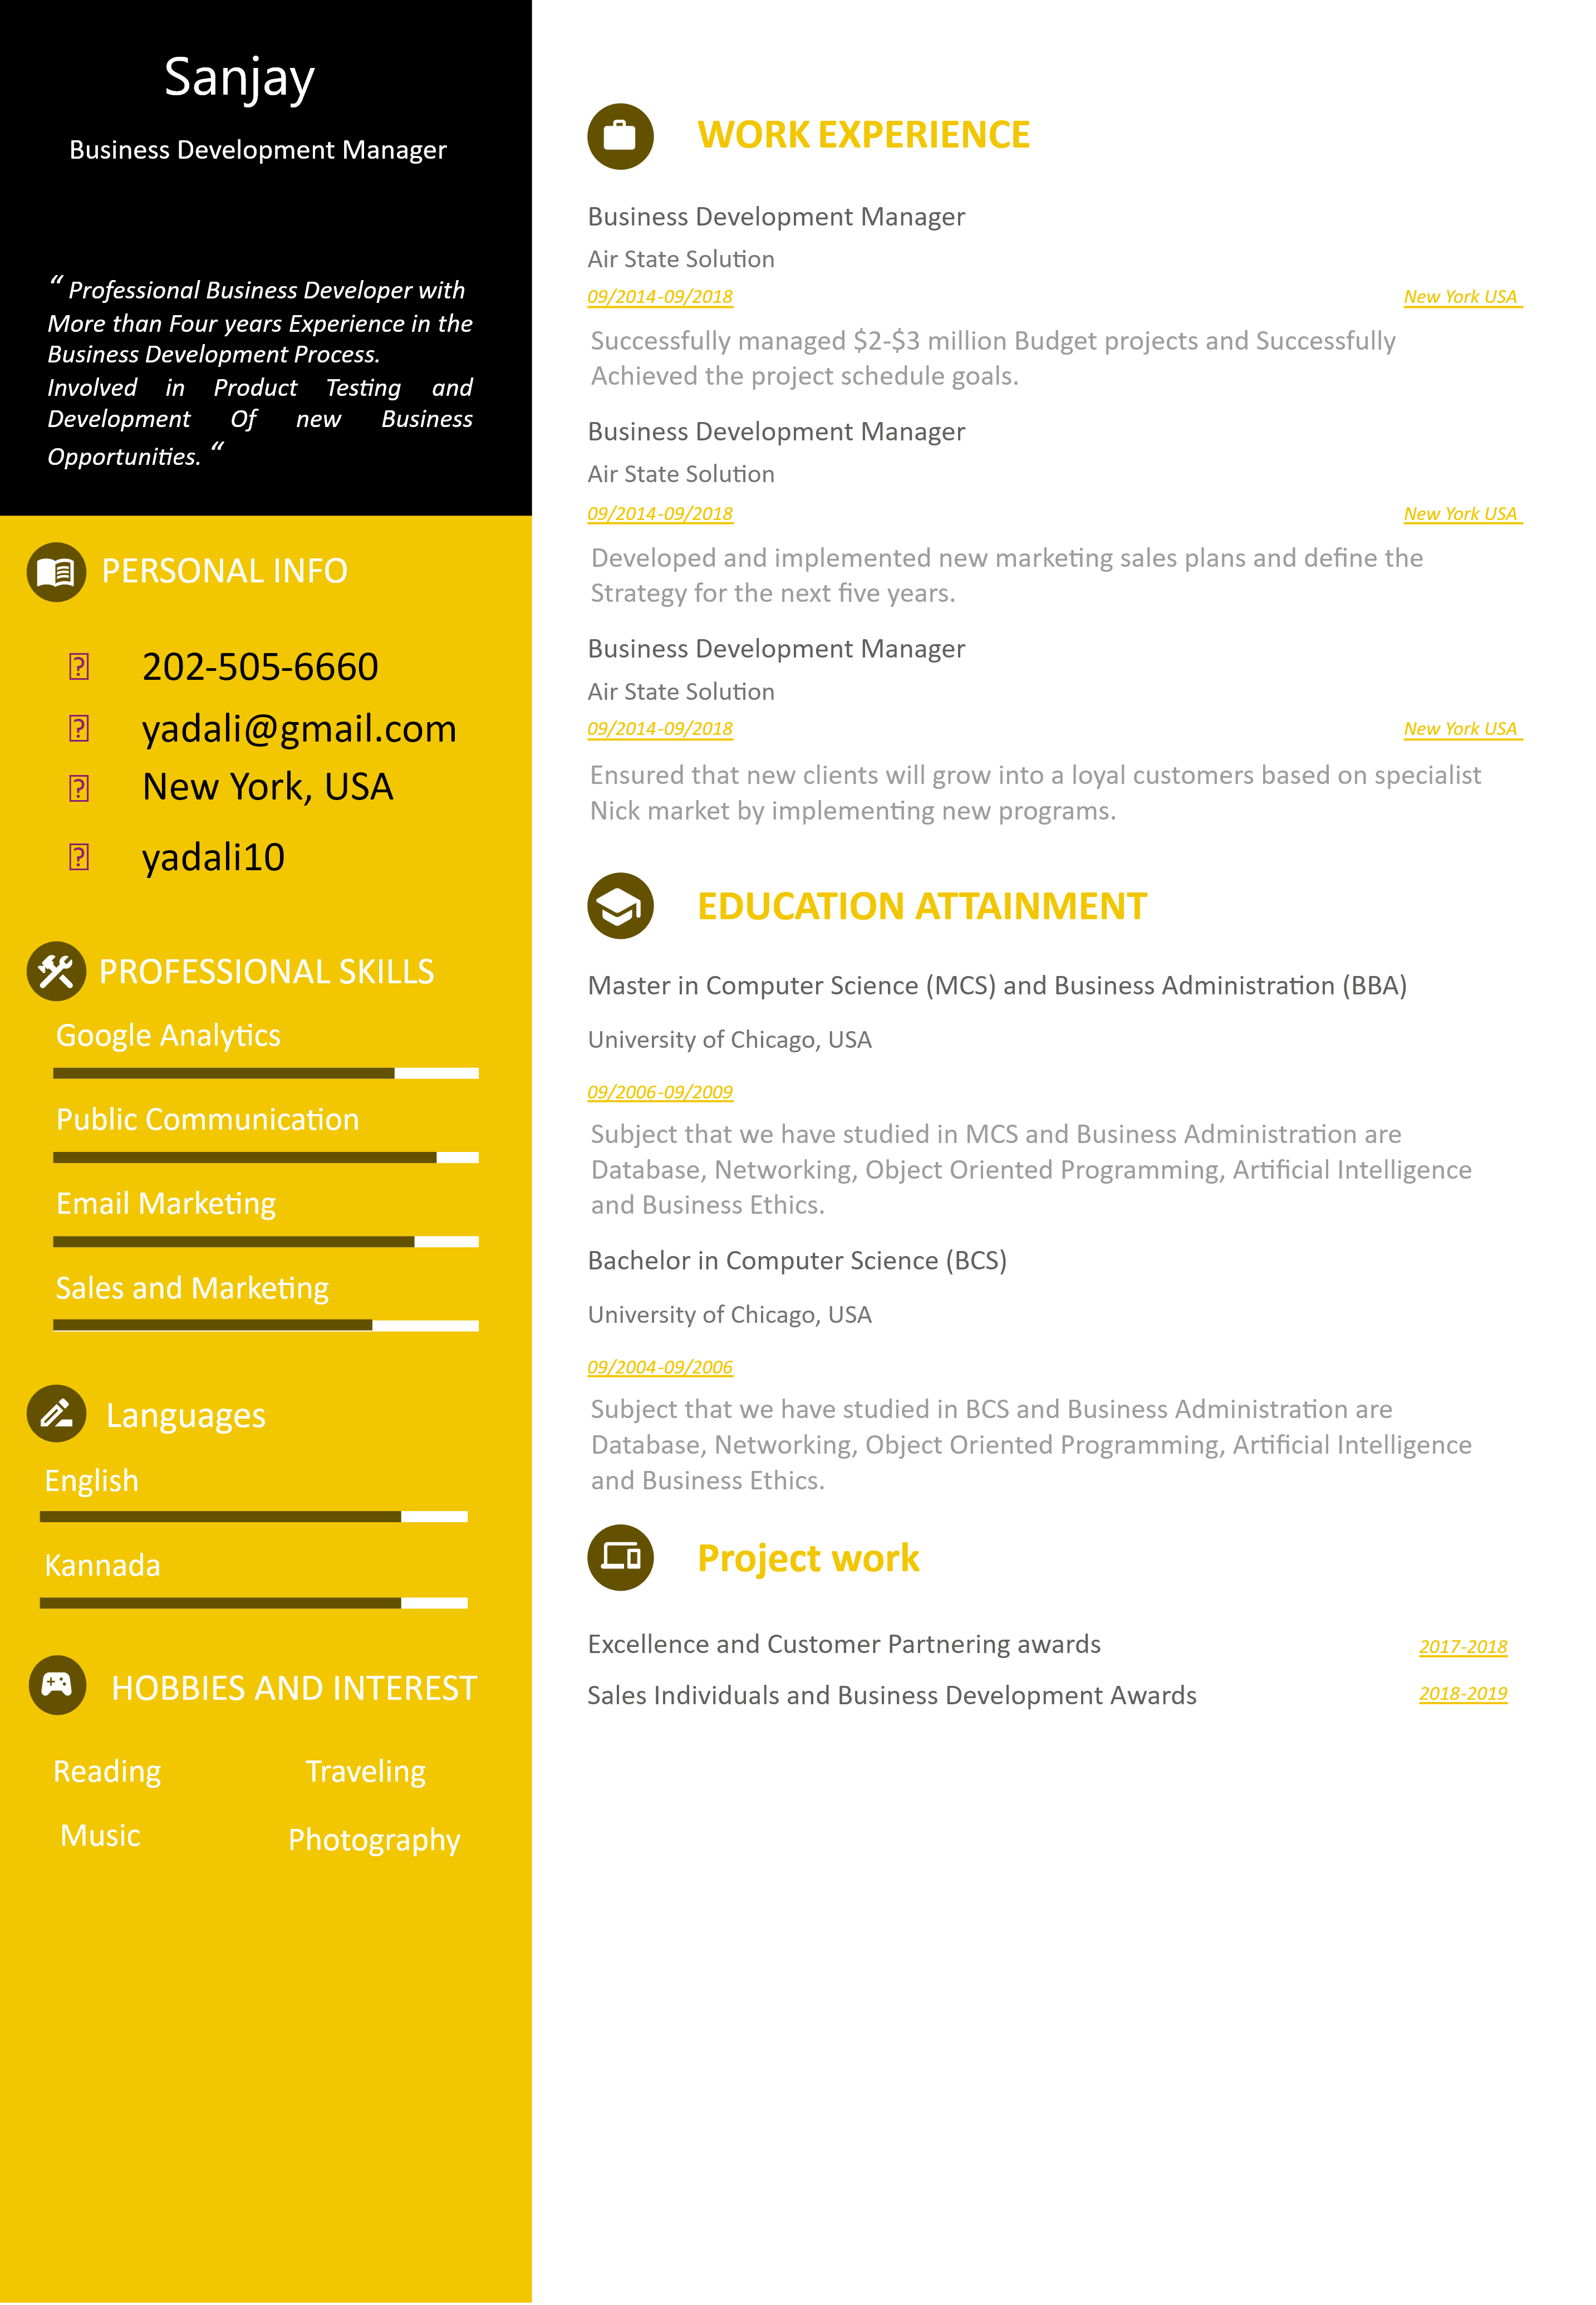 Sanjay
Business Development Manager
“ Professional Business Developer with
More than Four years Experience in the
Business Development Process.
Involved in Product Testing and
Development Of new Business
Opportunities. “
PERSONAL INFO
202-505-6660
yadali@gmail.com
New York, USA
yadali10
PROFESSIONAL SKILLS
Google Analytics
Public Communication
Email Marketing
Sales and Marketing
Languages
English
Kannada
HOBBIES AND INTEREST
Reading Traveling
Music Photography
WORK EXPERIENCE
Business Development Manager
Air State Solution
09/2014-09/2018 New York USA
Successfully managed $2-$3 million Budget projects and Successfully
Achieved the project schedule goals.
Business Development Manager
Air State Solution
09/2014-09/2018 New York USA
Developed and implemented new marketing sales plans and define the
Strategy for the next five years.
Business Development Manager
Air State Solution
09/2014-09/2018 New York USA
Ensured that new clients will grow into a loyal customers based on specialist
Nick market by implementing new programs.
EDUCATION ATTAINMENT
Master in Computer Science (MCS) and Business Administration (BBA)
University of Chicago, USA
09/2006-09/2009
Subject that we have studied in MCS and Business Administration are
Database, Networking, Object Oriented Programming, Artificial Intelligence
and Business Ethics.
Bachelor in Computer Science (BCS)
University of Chicago, USA
09/2004-09/2006
Subject that we have studied in BCS and Business Administration are
Database, Networking, Object Oriented Programming, Artificial Intelligence
and Business Ethics.
Project work
Excellence and Customer Partnering awards 2017-2018
Sales Individuals and Business Development Awards 2018-2019